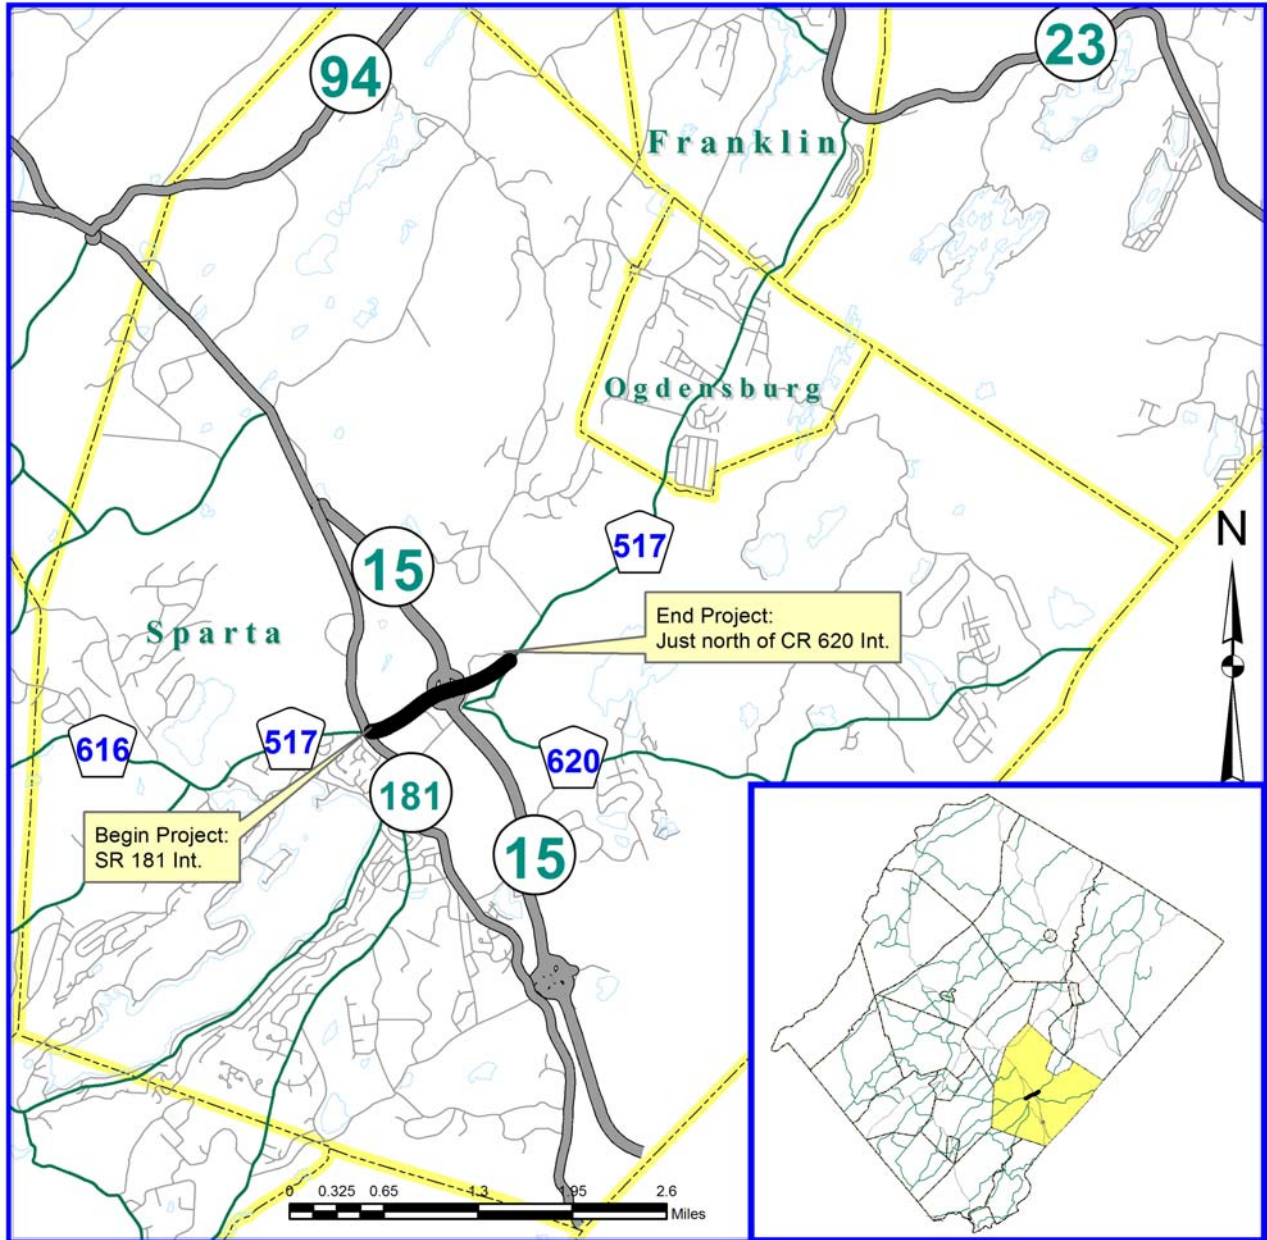 94
23
Franklin
Ogdensburg
517
N
15
Sparta
End Project:
Just north of CR 620 Int.
616
517
620
181
Begin Project:
SR 181 Int.
15
0 0.325 0.65 1.3 1.95 2.6
Miles